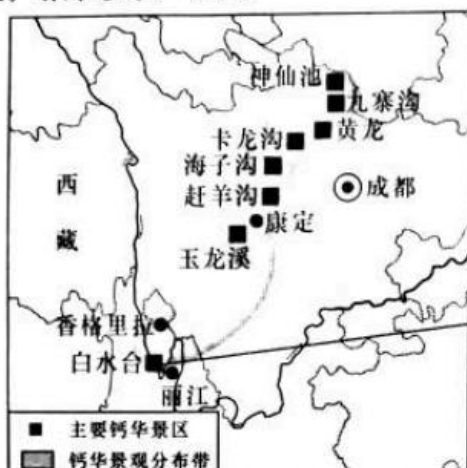 神仙池
九寨沟
黄龙
卡龙沟
海子沟
赶羊沟
成都
康定
玉龙溪
西藏
香格里拉
白水台
丽江
■ 主要钙华景区
钙华景观分布带